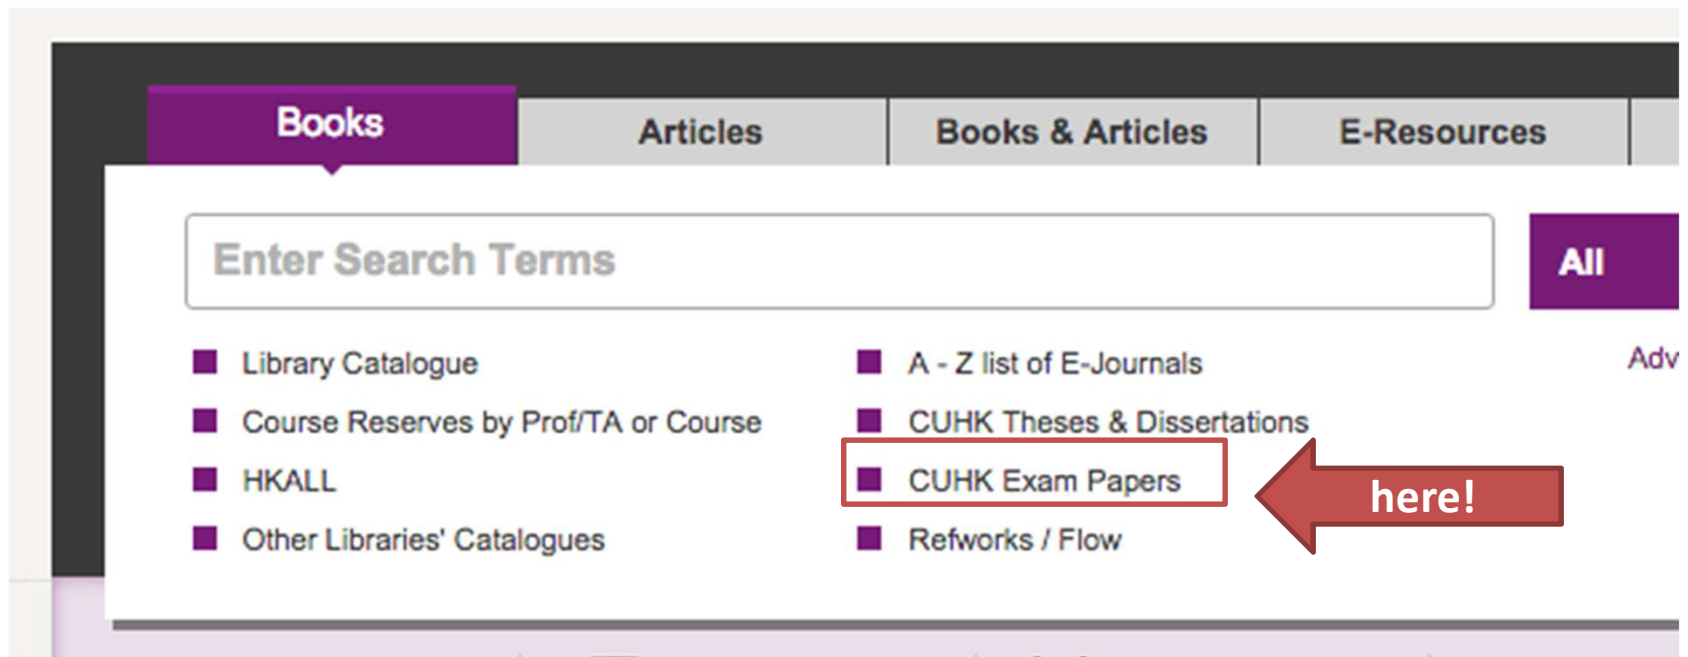 Books
Articles
Books & Articles
E-Resources
Enter Search Terms
All
Library Catalogue
A - Z list of E-Journals
Adv
Course Reserves by Prof/TA or Course
CUHK Theses & Dissertations
HKALL
CUHK Exam Papers
here!
Other Libraries' Catalogues
Refworks / Flow